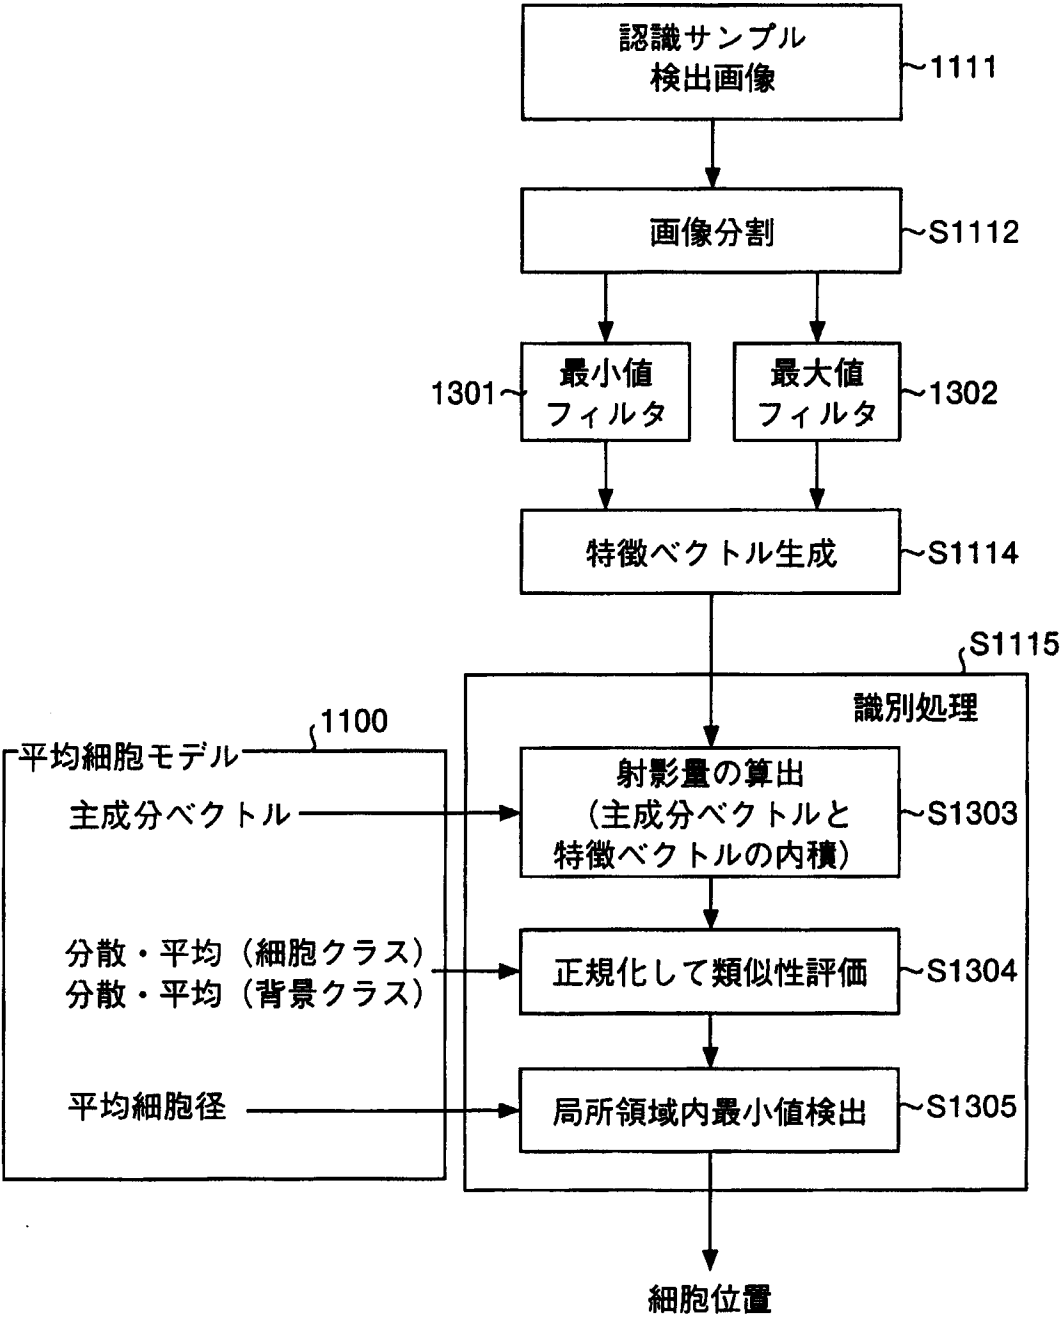 認識サンプル
検出画像
1111
画像分割
S1112
最小値
フィルタ
1301
最大値
フィルタ
1302
特徴ベクトル生成
S1114
S1115
識別処理
1100
平均細胞モデル
主成分ベクトル
射影量の算出
(主成分ベクトルと
特徴ベクトルの内積)
S1303
分散・平均(細胞クラス)
分散・平均(背景クラス)
正規化して類似性評価
S1304
平均細胞径
局所領域内最小値検出
S1305
細胞位置